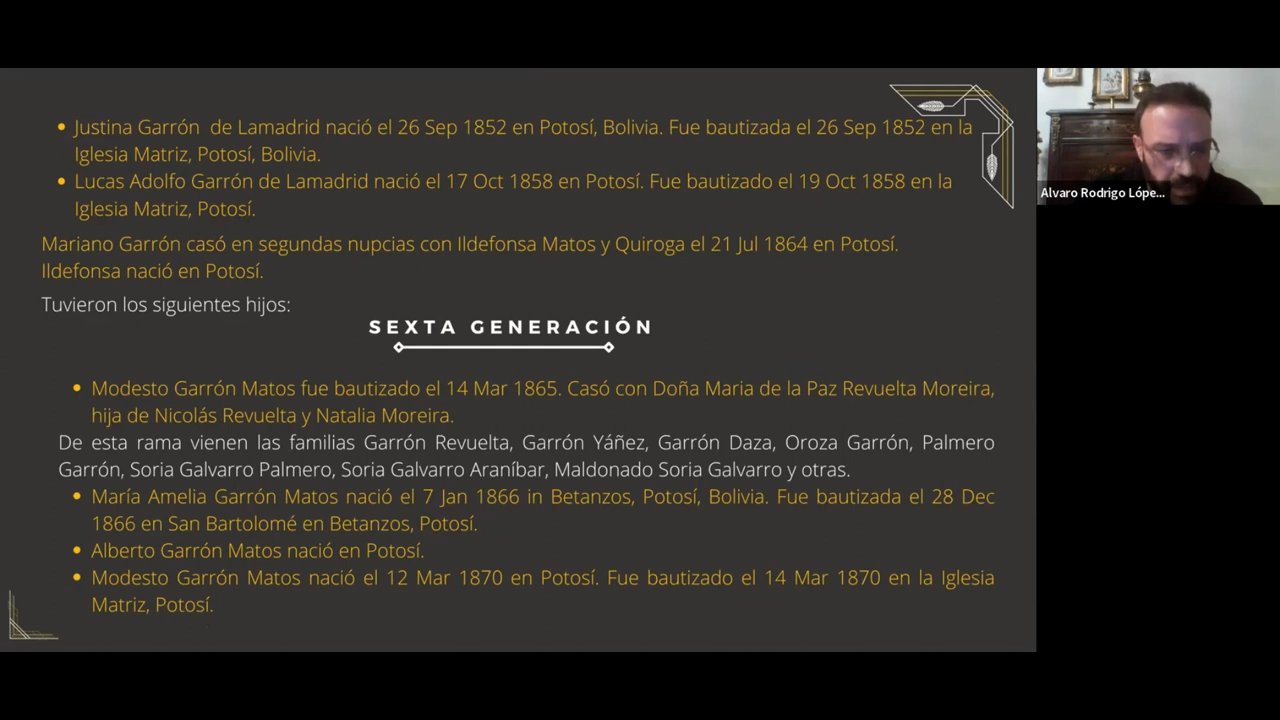 • Justina Garrón de Lamadrid nació el 26 Sep 1852 en Potosí, Bolivia. Fue bautizada el 26 Sep 1852 en la
Iglesia Matriz, Potosí, Bolivia.
• Lucas Adolfo Garrón de Lamadrid nació el 17 Oct 1858 en Potosí. Fue bautizado el 19 Oct 1858 en la
Iglesia Matriz, Potosí.
Mariano Garrón casó en segundas nupcias con Ildefonsa Matos y Quiroga el 21 Jul 1864 en Potosí.
Ildefonsa nació en Potosí.
Tuvieron los siguientes hijos:
SEXTA GENERACIÓN
• Modesto Garrón Matos fue bautizado el 14 Mar 1865. Casó con Doña Maria de la Paz Revuelta Moreira,
hija de Nicolás Revuelta y Natalia Moreira.
De esta rama vienen las familias Garrón Revuelta, Garrón Yáñez, Garrón Daza, Oroza Garrón, Palmero
Garrón, Soria Galvarro Palmero, Soria Galvarro Araníbar, Maldonado Soria Galvarro y otras.
• María Amelia Garrón Matos nació el 7 Jan 1866 in Betanzos, Potosí, Bolivia. Fue bautizada el 28 Dec
1866 en San Bartolomé en Betanzos, Potosí.
• Alberto Garrón Matos nació en Potosí.
• Modesto Garrón Matos nació el 12 Mar 1870 en Potosí. Fue bautizado el 14 Mar 1870 en la Iglesia
Matriz, Potosí.
Alvaro Rodrigo Lópe...